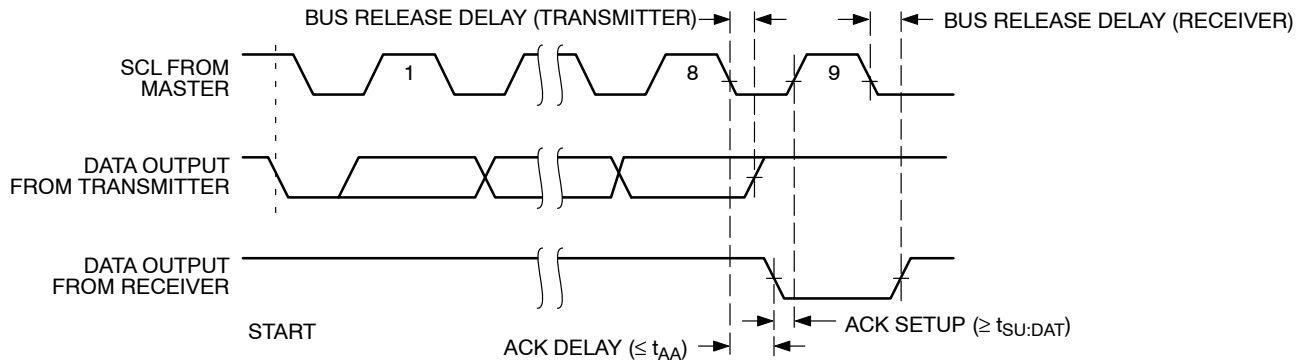 BUS RELEASE DELAY (TRANSMITTER)
BUS RELEASE DELAY (RECEIVER)
SCL FROM
MASTER
1
8
9
DATA OUTPUT
FROM TRANSMITTER
DATA OUTPUT
FROM RECEIVER
START
ACK SETUP (≥ tSU:DAT)
ACK DELAY (≤ tAA)